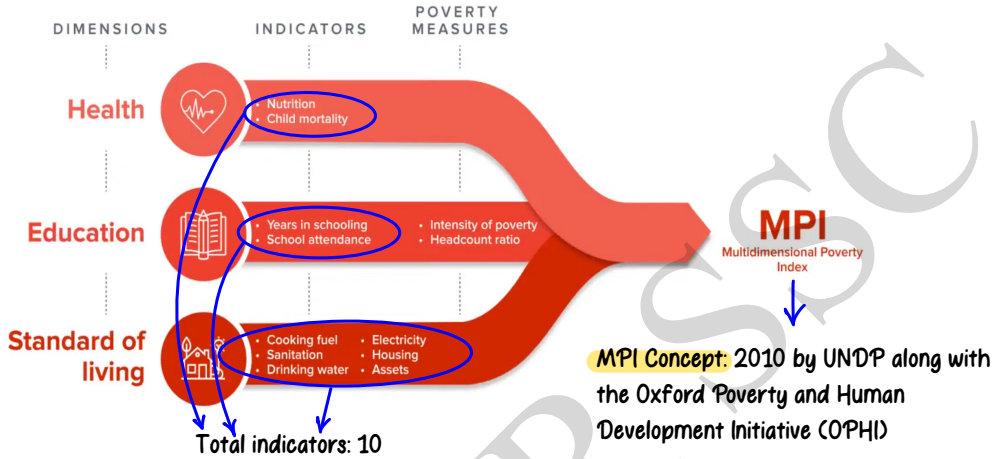 DIMENSIONS
INDICATORS
POVERTY
MEASURES
Health
• Nutrition
• Child mortality
Education
• Years in schooling
• School attendance
• Intensity of poverty
• Headcount ratio
Standard of
living
• Cooking fuel
• Sanitation
• Drinking water
• Electricity
• Housing
• Assets
MPI
Multidimensional Poverty
Index
MPI Concept: 2010 by UNDP along with
the Oxford Poverty and Human
Development Initiative (OPHI)
Total indicators: 10
P SSC